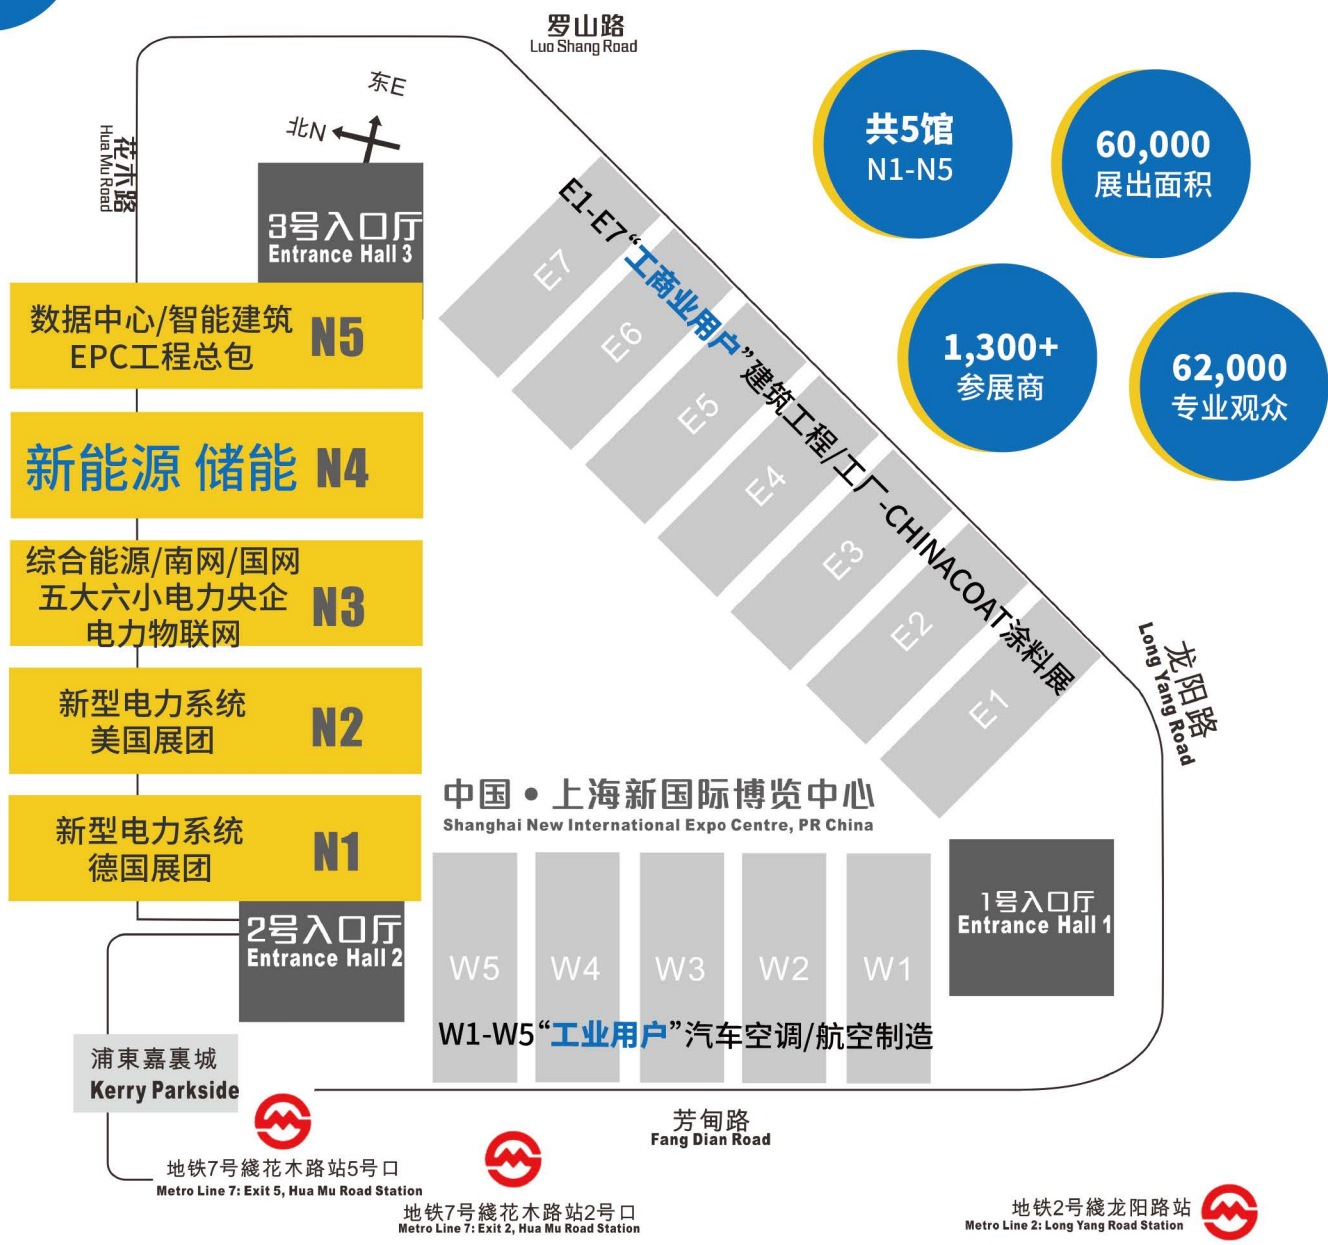 罗山路
Luo Shang Road
东E
北N
花木路
Hua Mu Road
共5馆
N1-N5
60,000
展出面积
1,300+
参展商
62,000
专业观众
3号入口厅
Entrance Hall 3
数据中心/智能建筑
EPC工程总包
N5
新能源 储能 N4
综合能源/南网/国网
五大六小电力央企
电力物联网
N3
新型电力系统
美国展团
N2
新型电力系统
德国展团
N1
E1-E7“工商业用户”建筑工程/工厂-CHINACOAT涂料展
E7
E6
E5
E4
E3
E2
E1
龙阳路
Long Yang Road
中国•上海新国际博览中心
Shanghai New International Expo Centre, PR China
2号入口厅
Entrance Hall 2
1号入口厅
Entrance Hall 1
W5 W4 W3 W2 W1
W1-W5“工业用户”汽车空调/航空制造
浦東嘉裏城
Kerry Parkside
芳甸路
Fang Dian Road
地铁7号綫花木路站5号口
Metro Line 7: Exit 5, Hua Mu Road Station
地铁7号綫花木路站2号口
Metro Line 7: Exit 2, Hua Mu Road Station
地铁2号綫龙阳路站
Metro Line 2: Long Yang Road Station